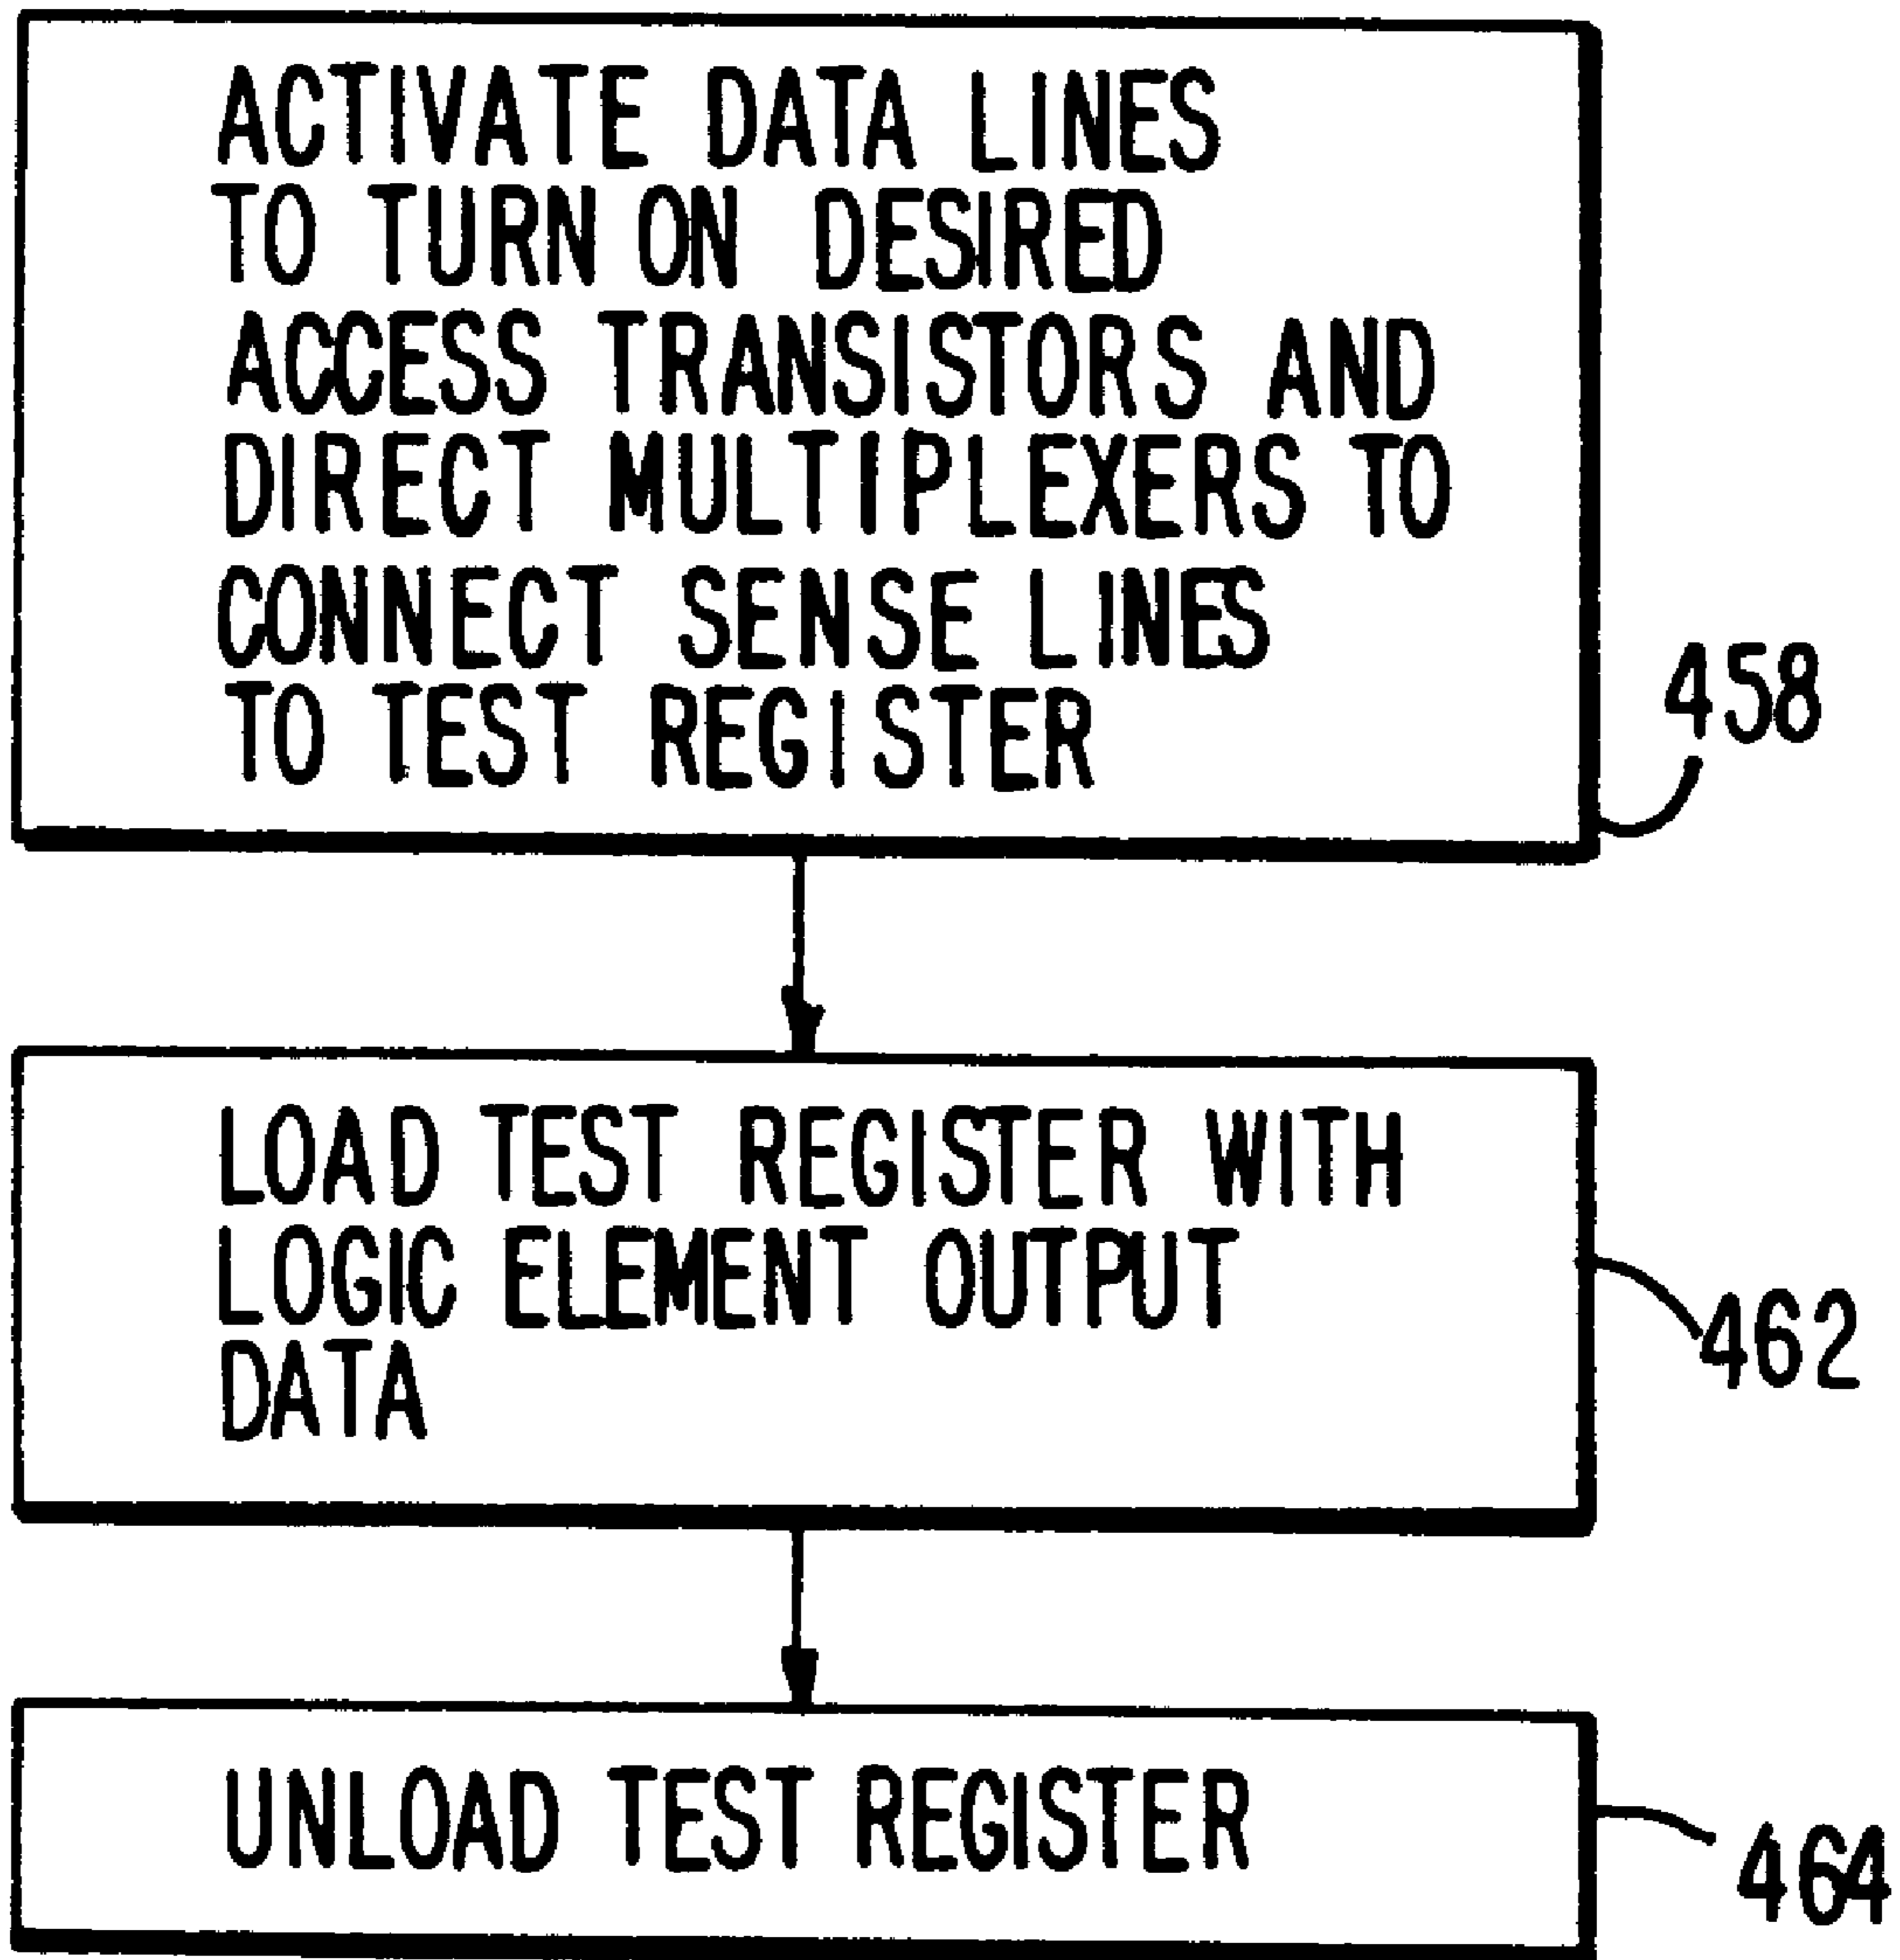 ACTIVATE DATA LINES
TO TURN ON DESIRED
ACCESS TRANSISTORS AND
DIRECT MULTIPLEXERS TO
CONNECT SENSE LINES
TO TEST REGISTER
458
LOAD TEST REGISTER WITH
LOGIC ELEMENT OUTPUT
DATA
462
UNLOAD TEST REGISTER
464